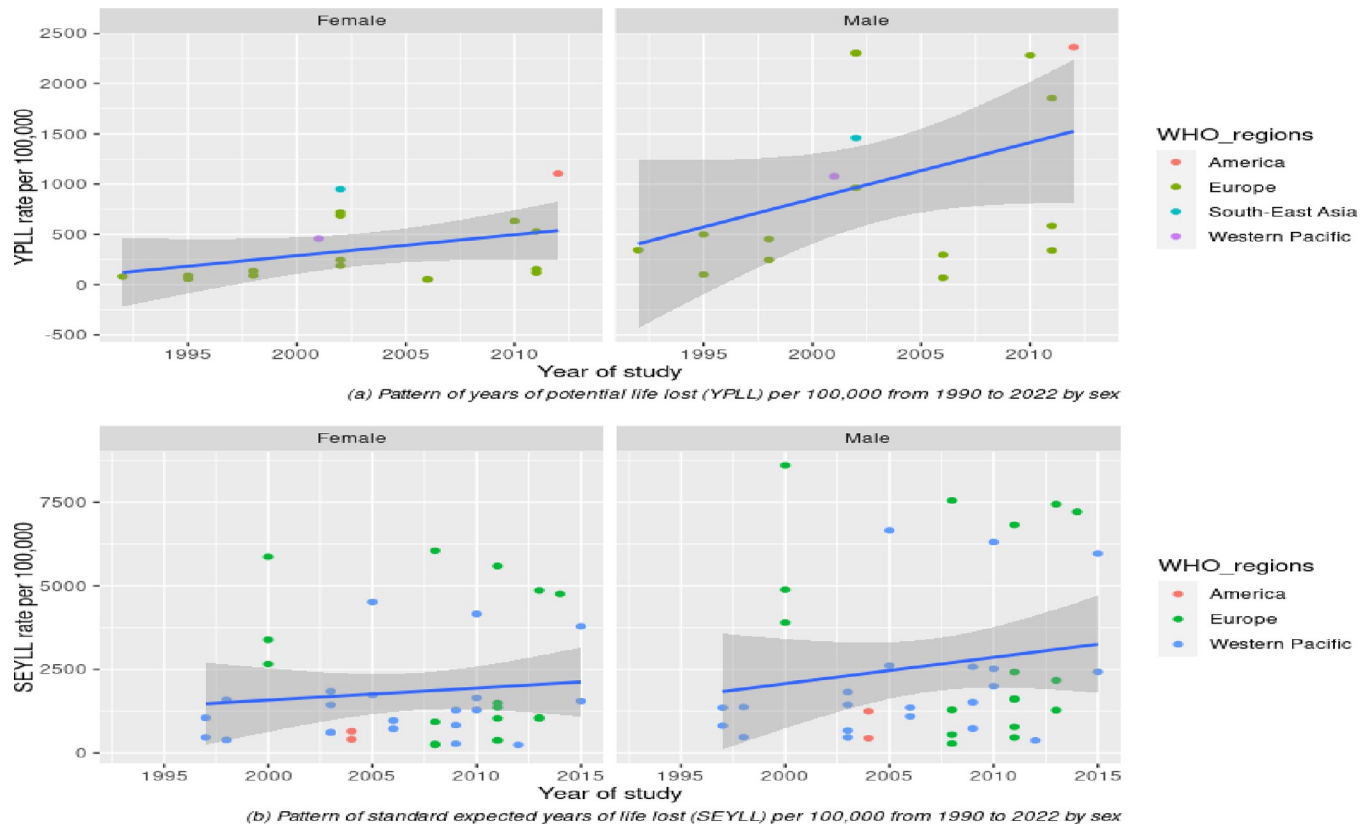 Female
Male
YPLL rate per 100,000
2500
2000
1500
1000
500
0
-500
1995
2000
2005
2010
1995
2000
2005
2010
Year of study
WHO_regions
America
Europe
South-East Asia
Western Pacific
(a) Pattern of years of potential life lost (YPLL) per 100,000 from 1990 to 2022 by sex
Female
Male
SEYLL rate per 100,000
7500
5000
2500
0
1995
2000
2005
2010
2015
1995
2000
2005
2010
2015
Year of study
WHO_regions
America
Europe
Western Pacific
(b) Pattern of standard expected years of life lost (SEYLL) per 100,000 from 1990 to 2022 by sex